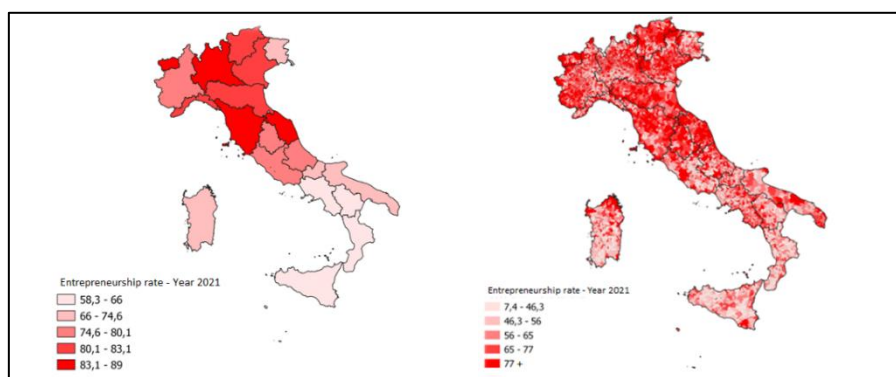 Entrepreneurship rate - Year 2021
58,3 - 66
66 - 74,6
74,6 - 80,1
80,1 - 83,1
83,1 - 89
Entrepreneurship rate - Year 2021
7,4 - 46,3
46,3 - 56
56 - 65
65 - 77
77 +